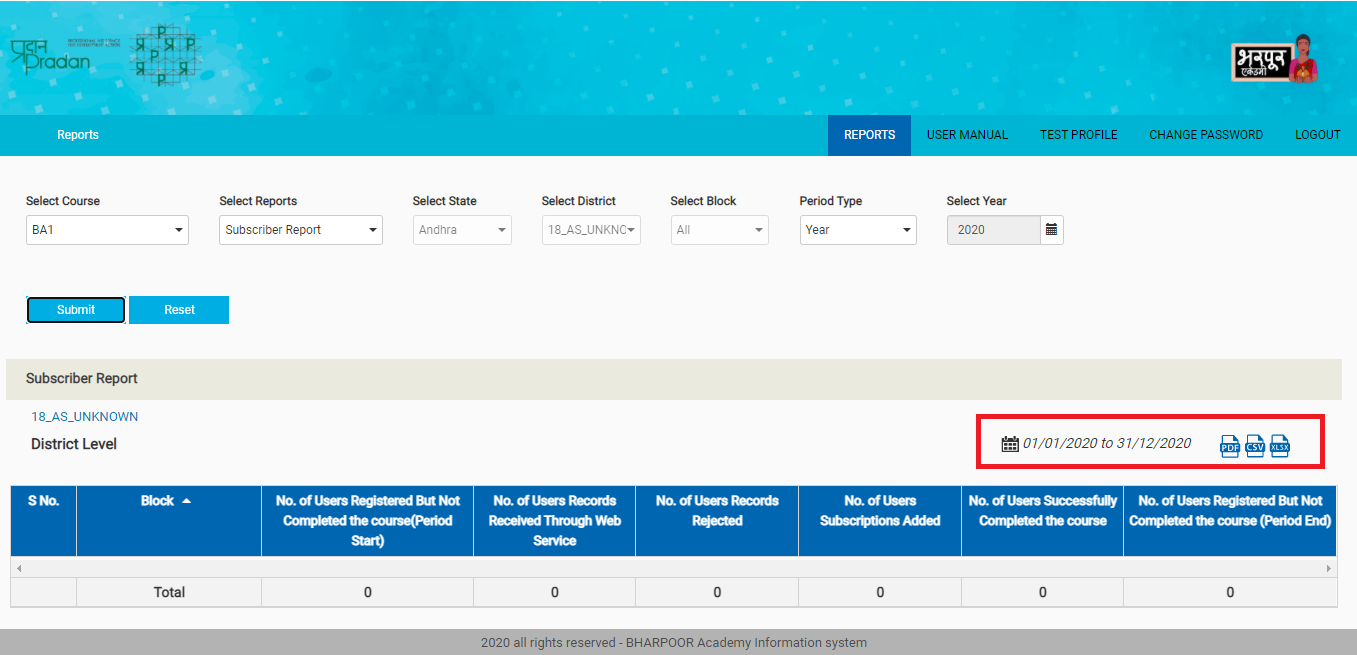 प्रदान
Pradan
PROFESSIONAL ASSISTANCE
FOR DEVELOPMENT ACTION
भरपूर
एकेडमी
Reports
REPORTS USER MANUAL TEST PROFILE CHANGE PASSWORD LOGOUT
Select Course Select Reports Select State Select District Select Block Period Type Select Year
BA1 Subscriber Report Andhra 18_AS_UNKNO All Year 2020
Submit Reset
Subscriber Report
18_AS_UNKNOWN
District Level
01/01/2020 to 31/12/2020 PDF CSV XLSX
S No. Block No. of Users Registered But Not Completed the course(Period Start) No. of Users Records Received Through Web Service No. of Users Records Rejected No. of Users Subscriptions Added No. of Users Successfully Completed the course No. of Users Registered But Not Completed the course (Period End)
Total 0 0 0 0 0 0
2020 all rights reserved - BHARPOOR Academy Information system